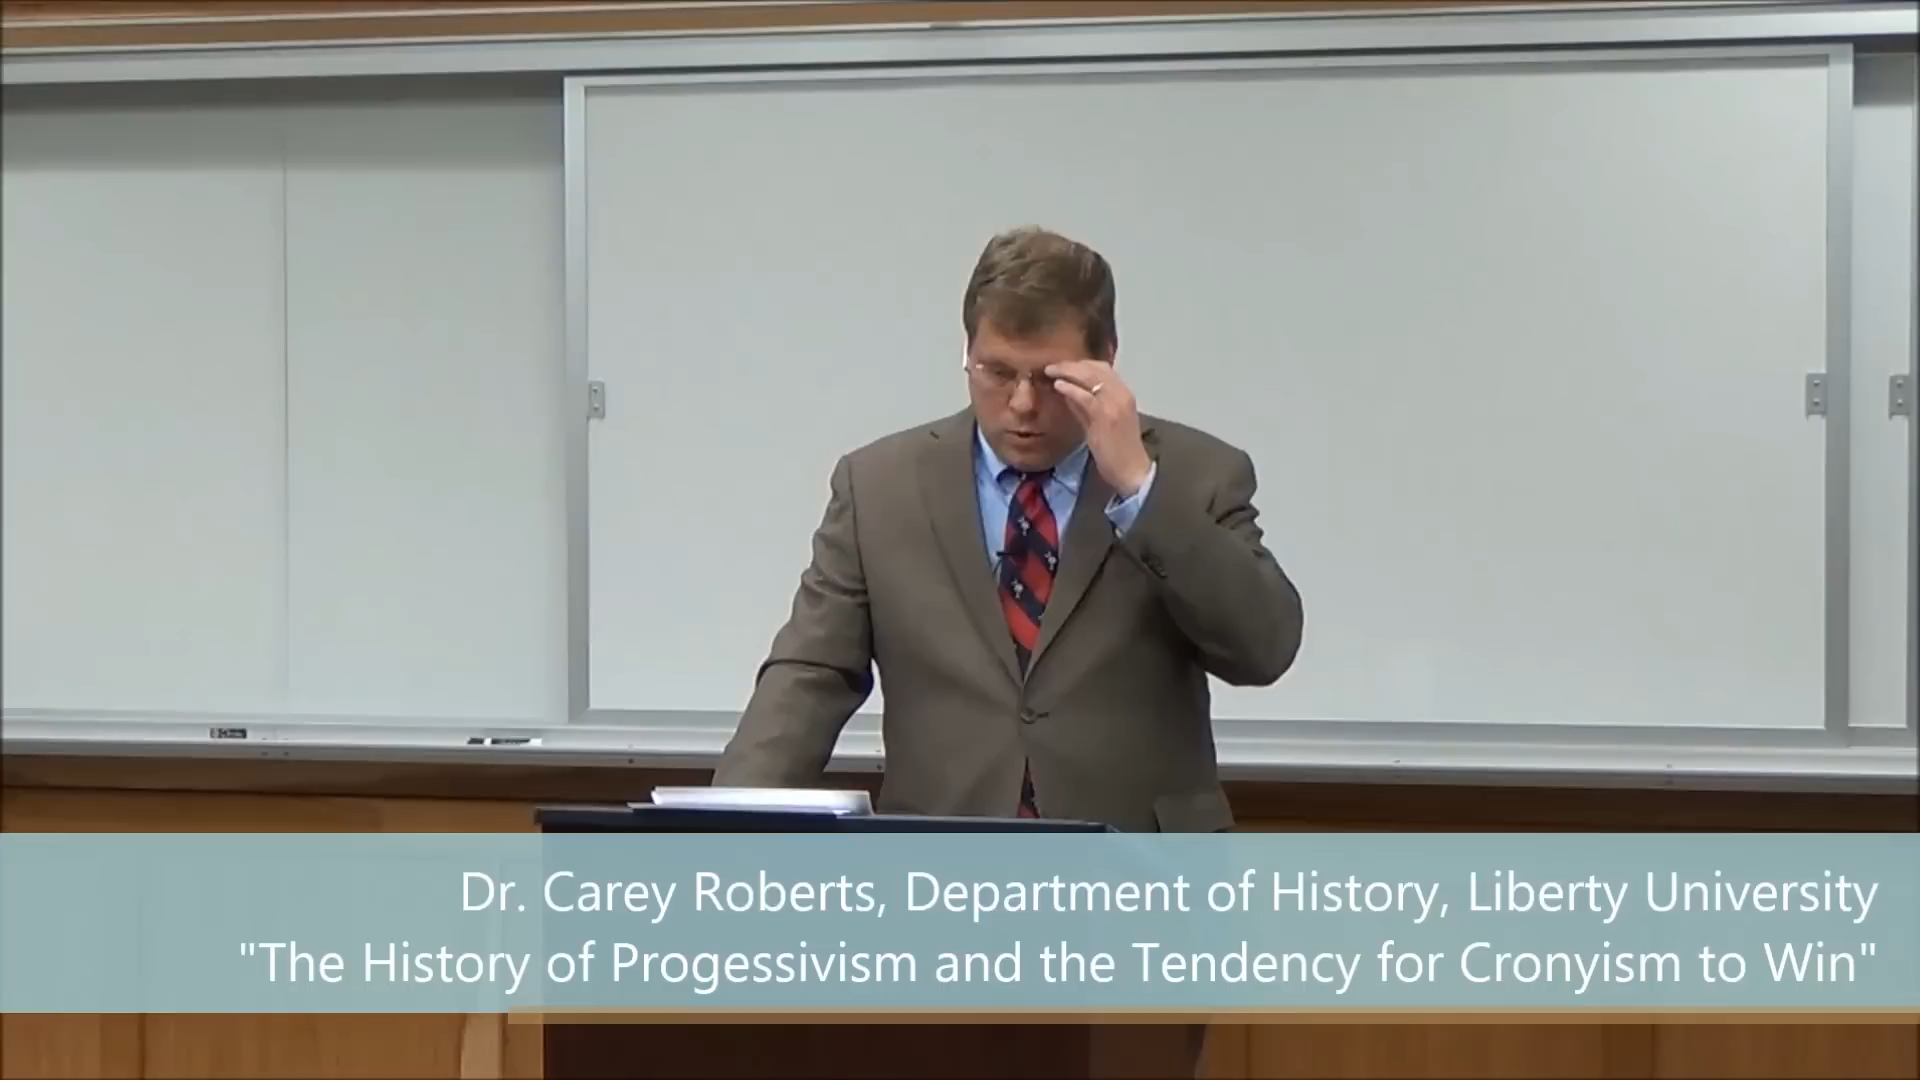 Dr. Carey Roberts, Department of History, Liberty University
"The History of Progessivism and the Tendency for Cronyism to Win"